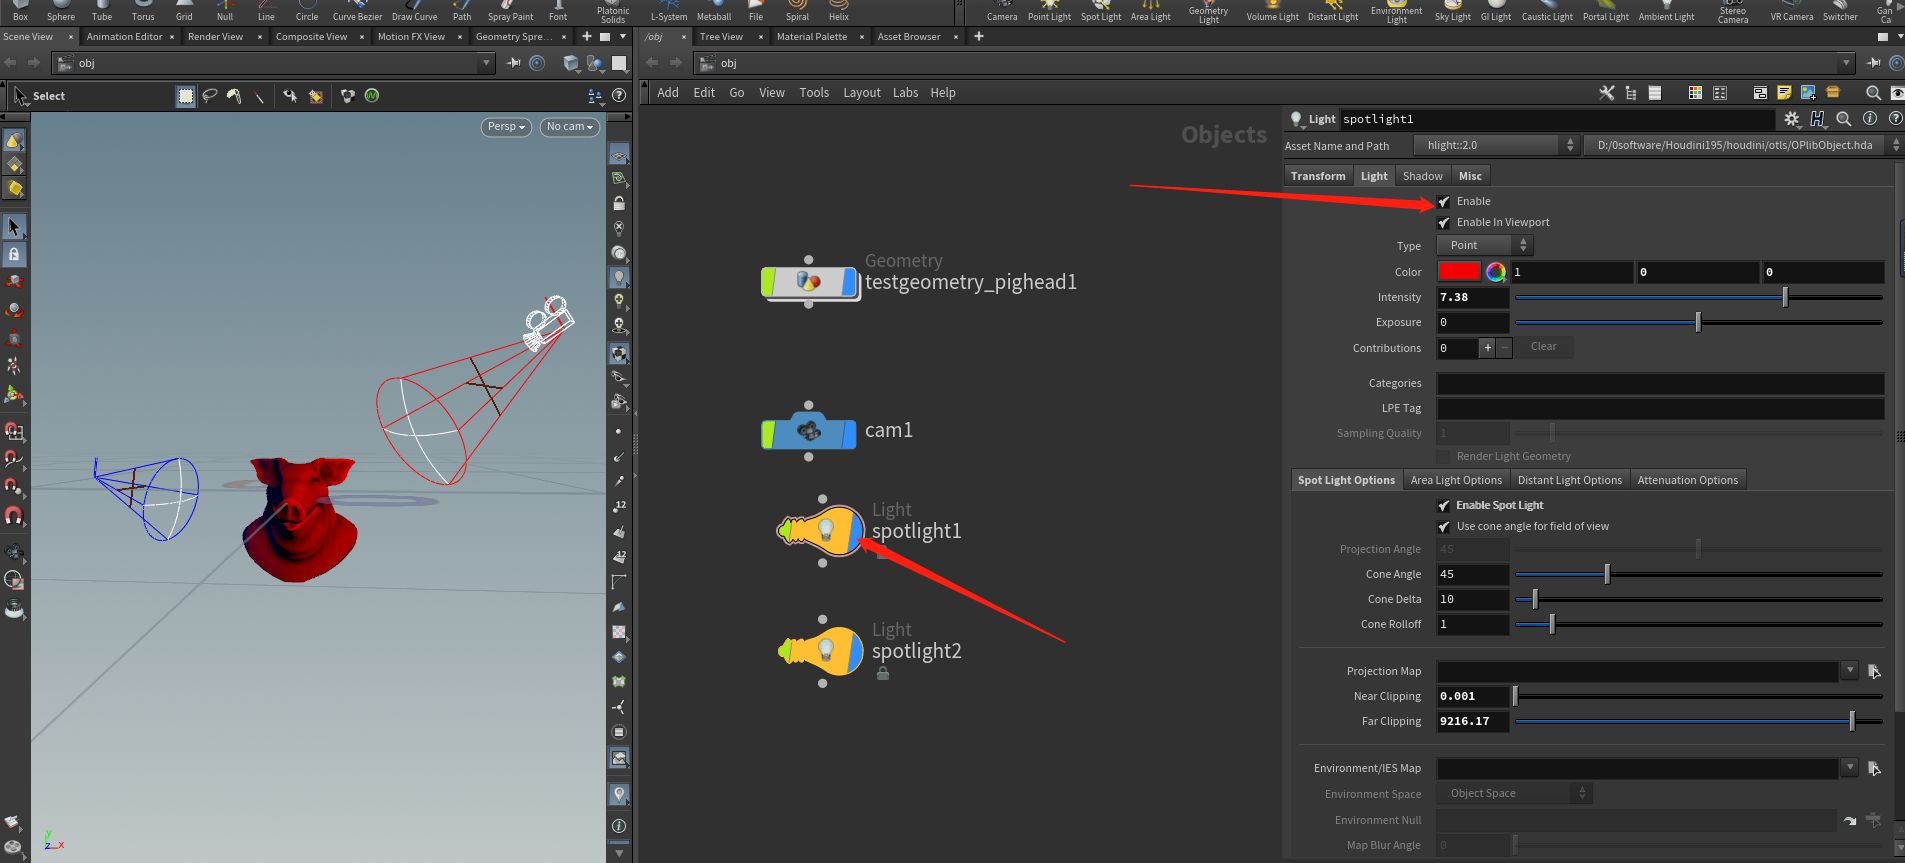 Box Sphere Tube Torus Grid Null Line Circle Curve Bezier Draw Curve Path Spray Paint Font Platonic Solids L-System Metaball File Spiral Helix
Camera Point Light Spot Light Area Light Geometry Light Volume Light Distant Light Environment Light Sky Light GI Light Caustic Light Portal Light Ambient Light Stereo Camera VR Camera Switcher Gan Ca
Scene View Animation Editor Render View Composite View Motion FX View Geometry Spre...
/obj Tree View Material Palette Asset Browser
obj
obj
Select
Add Edit Go View Tools Layout Labs Help
Persp
No cam
Objects
Light spotlight1
Asset Name and Path hlight::2.0 D:/0software/Houdini195/houdini/otls/OPlibObject.hda
Transform Light Shadow Misc
Enable
Enable In Viewport
Type Point
Color 1 0 0
Intensity 7.38
Exposure 0
Contributions 0 + - Clear
Categories
LPE Tag
Sampling Quality 1
Render Light Geometry
Spot Light Options Area Light Options Distant Light Options Attenuation Options
Enable Spot Light
Use cone angle for field of view
Projection Angle 45
Cone Angle 45
Cone Delta 10
Cone Rolloff 1
Projection Map
Near Clipping 0.001
Far Clipping 9216.17
Environment/IES Map
Environment Space Object Space
Environment Null
Map Blur Angle 0
Geometry
testgeometry_pighead1
cam1
Light
spotlight1
Light
spotlight2
12
12
y
z x